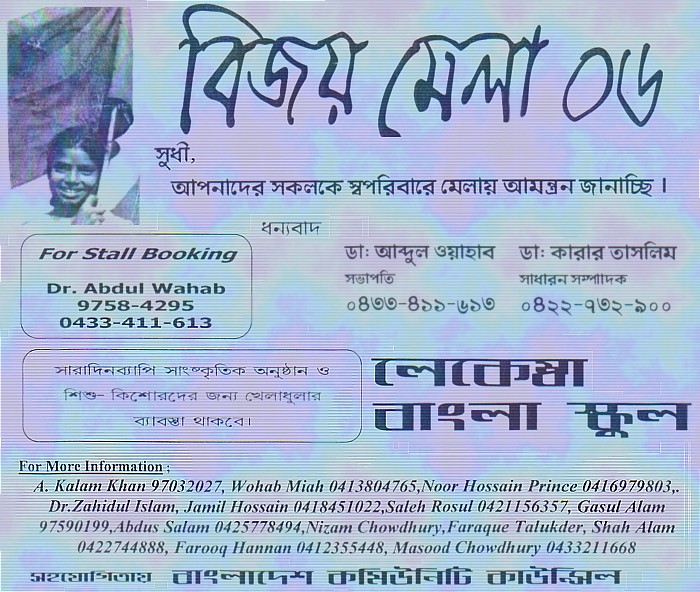 বিজয় মেলা ০৬
সুধী,
আপনাদের সকলকে স্বপরিবারে মেলায় আমন্ত্রন জানাচ্ছি ।
ধন্যবাদ
For Stall Booking
Dr. Abdul Wahab
9758-4295
0433-411-613
ডাঃ আব্দুল ওয়াহাব
সভাপতি
০৪৩৩-৪১১-৬১৩
ডাঃ কারার তাসলিম
সাধারন সম্পাদিক
০৪২২-৭৩২-৯০০
সারাদিনব্যাপি সাংষ্কৃতিক অনুষ্ঠান ও
শিশু- কিশোরদের জন্য খেলাধুলার
ব্যাবস্তা থাকবে।
লেকেম্বা
বাংলা স্কুল
For More Information ;
A. Kalam Khan 97032027, Wohab Miah 0413804765,Noor Hossain Prince 0416979803,.
Dr.Zahidul Islam, Jamil Hossain 0418451022,Saleh Rosul 0421156357, Gasul Alam
97590199,Abdus Salam 0425778494,Nizam Chowdhury,Faraque Talukder, Shah Alam
0422744888, Farooq Hannan 0412355448, Masood Chowdhury 0433211668
সহযোগিতায় বাংলাদেশ কমিউনিটি কাউন্সিল